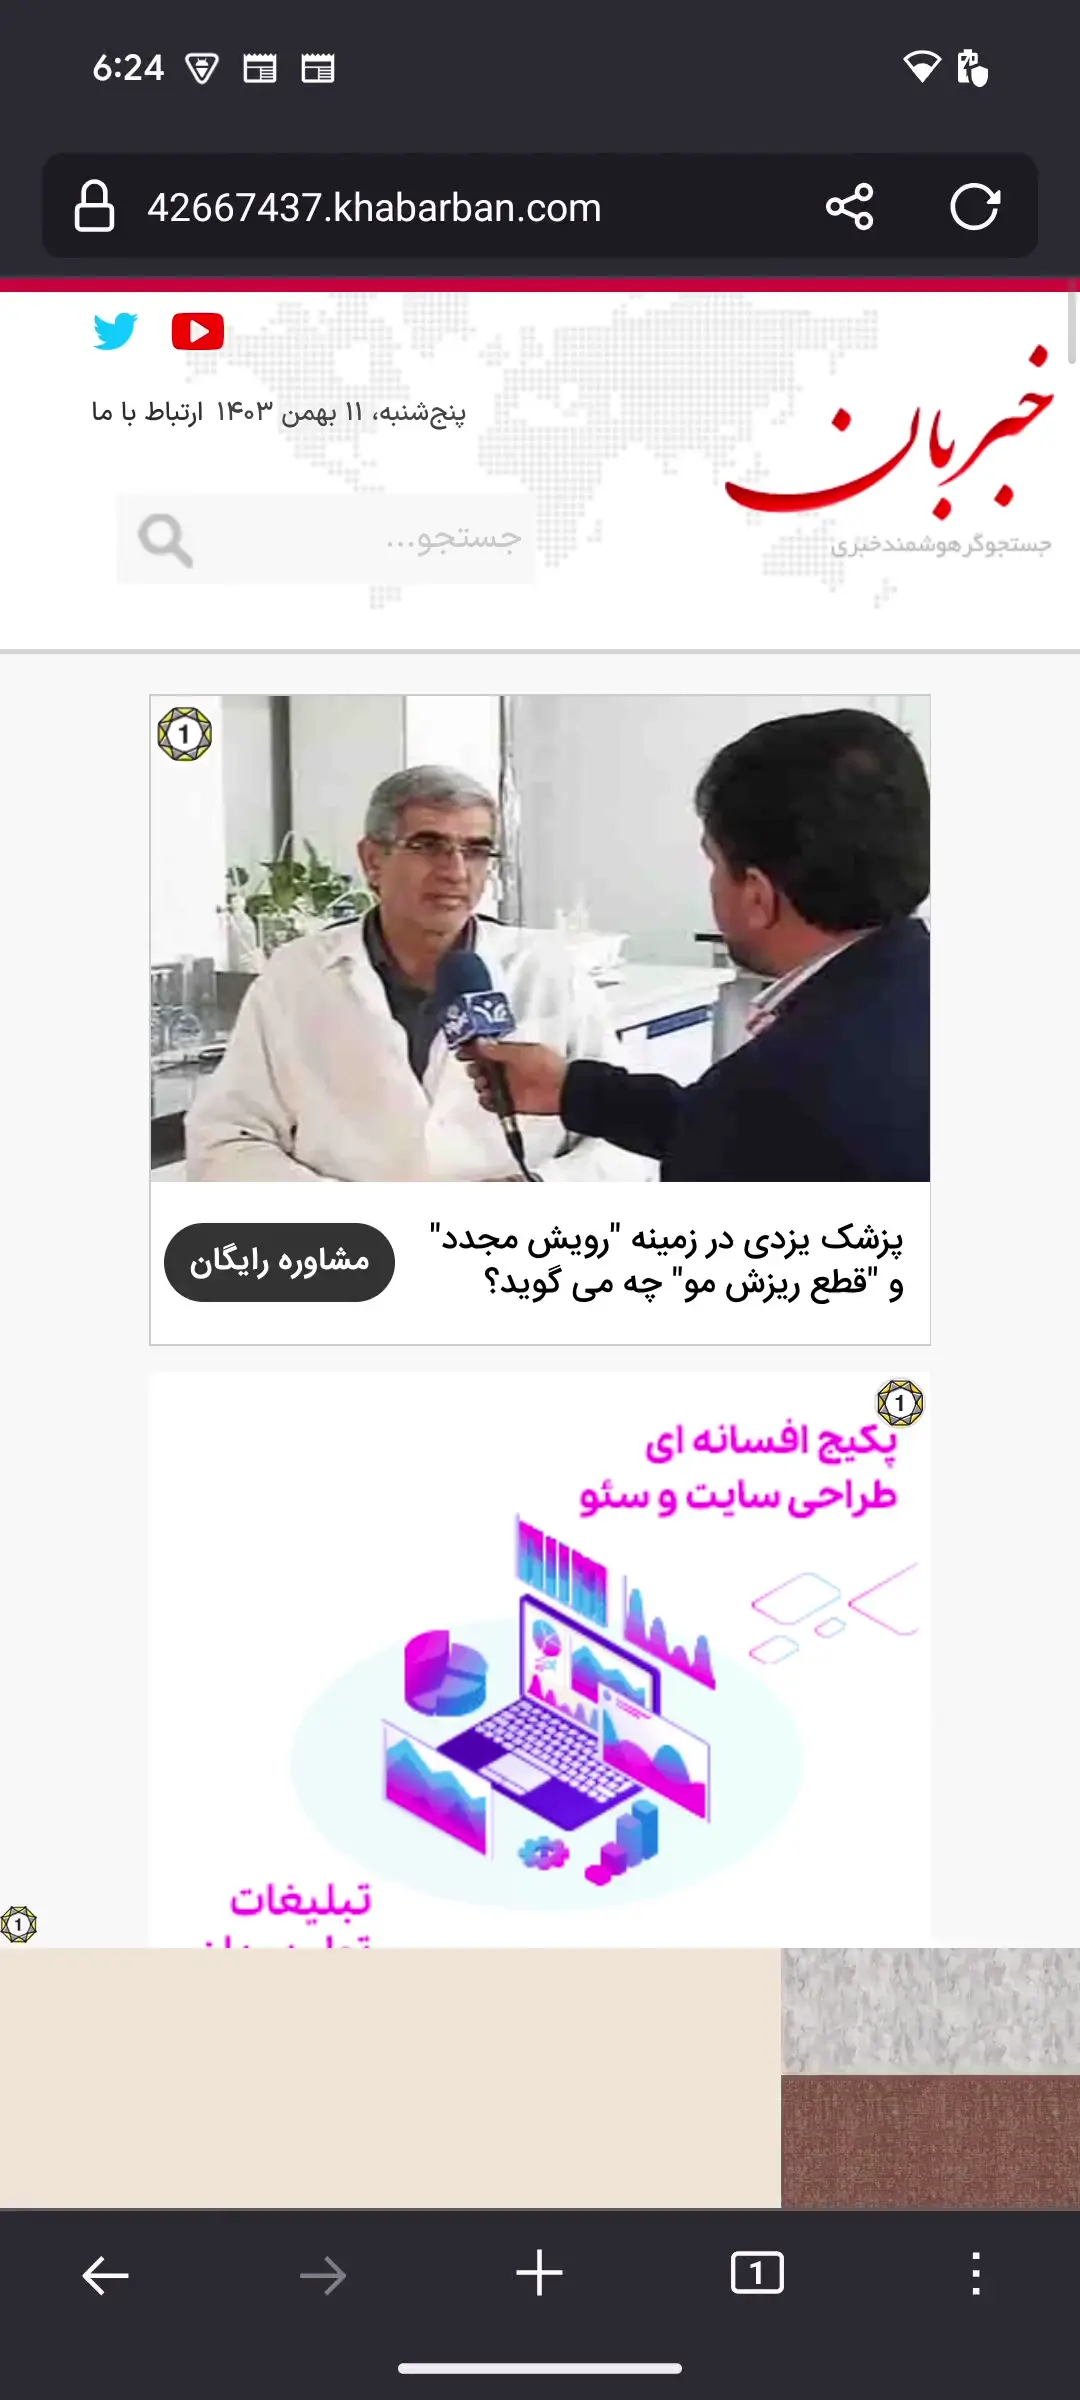 6:24
42667437.khabarban.com
پنج‌شنبه، ۱۱ بهمن ۱۴۰۳ ارتباط با ما
خبربان
جستجو...
جستجوگر هوشمند خبری
1
پزشک یزدی در زمینه "رویش مجدد"
و "قطع ریزش مو" چه می گوید؟
مشاوره رایگان
1
پکیج افسانه ای
طراحی سایت و سئو
تبلیغات
1
1